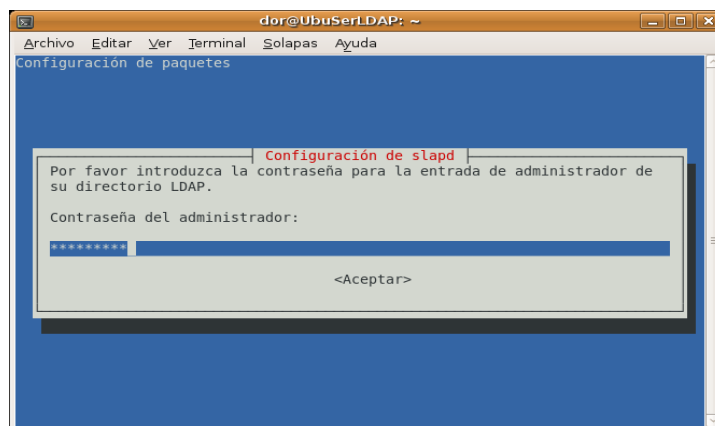 dor@UbuSerLDAP: ~
Archivo Editar Ver Terminal Solapas Ayuda
Configuración de paquetes
Configuración de slapd
Por favor introduzca la contraseña para la entrada de administrador de
su directorio LDAP.
Contraseña del administrador:
*********
<Aceptar>